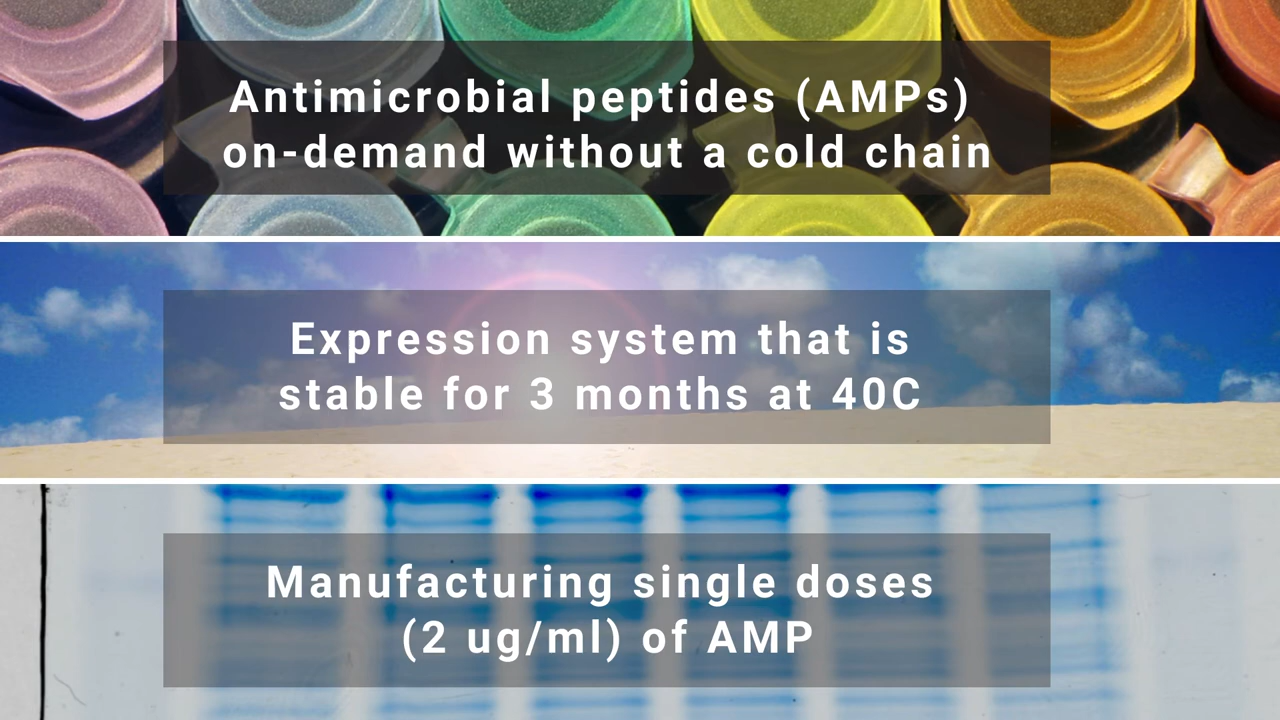 Antimicrobial peptides (AMPs)
on-demand without a cold chain
Expression system that is
stable for 3 months at 40C
Manufacturing single doses
(2 ug/ml) of AMP